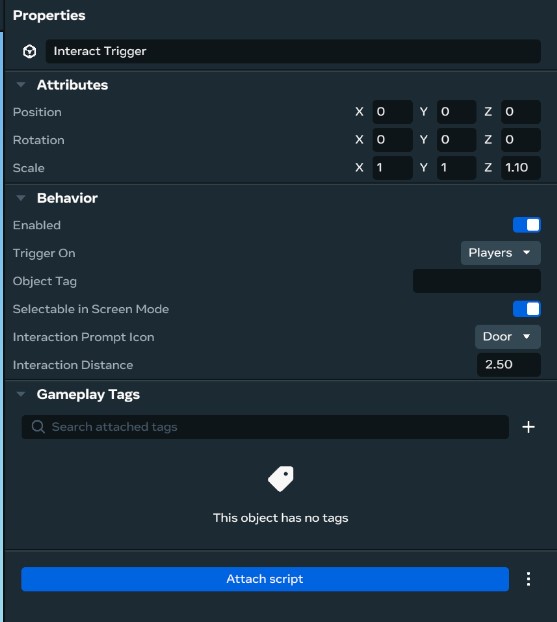 Properties
Interact Trigger
Attributes
Position X 0 Y 0 Z 0
Rotation X 0 Y 0 Z 0
Scale X 1 Y 1 Z 1.10
Behavior
Enabled
Trigger On Players
Object Tag
Selectable in Screen Mode
Interaction Prompt Icon Door
Interaction Distance 2.50
Gameplay Tags
Search attached tags
This object has no tags
Attach script